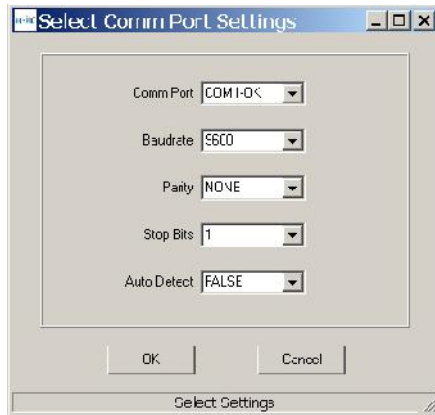 Select Comm Port Settings
Comm Port COM1-OK
Baudrate 9600
Parity NONE
Stop Bits 1
Auto Detect FALSE
OK Cancel
Select Settings